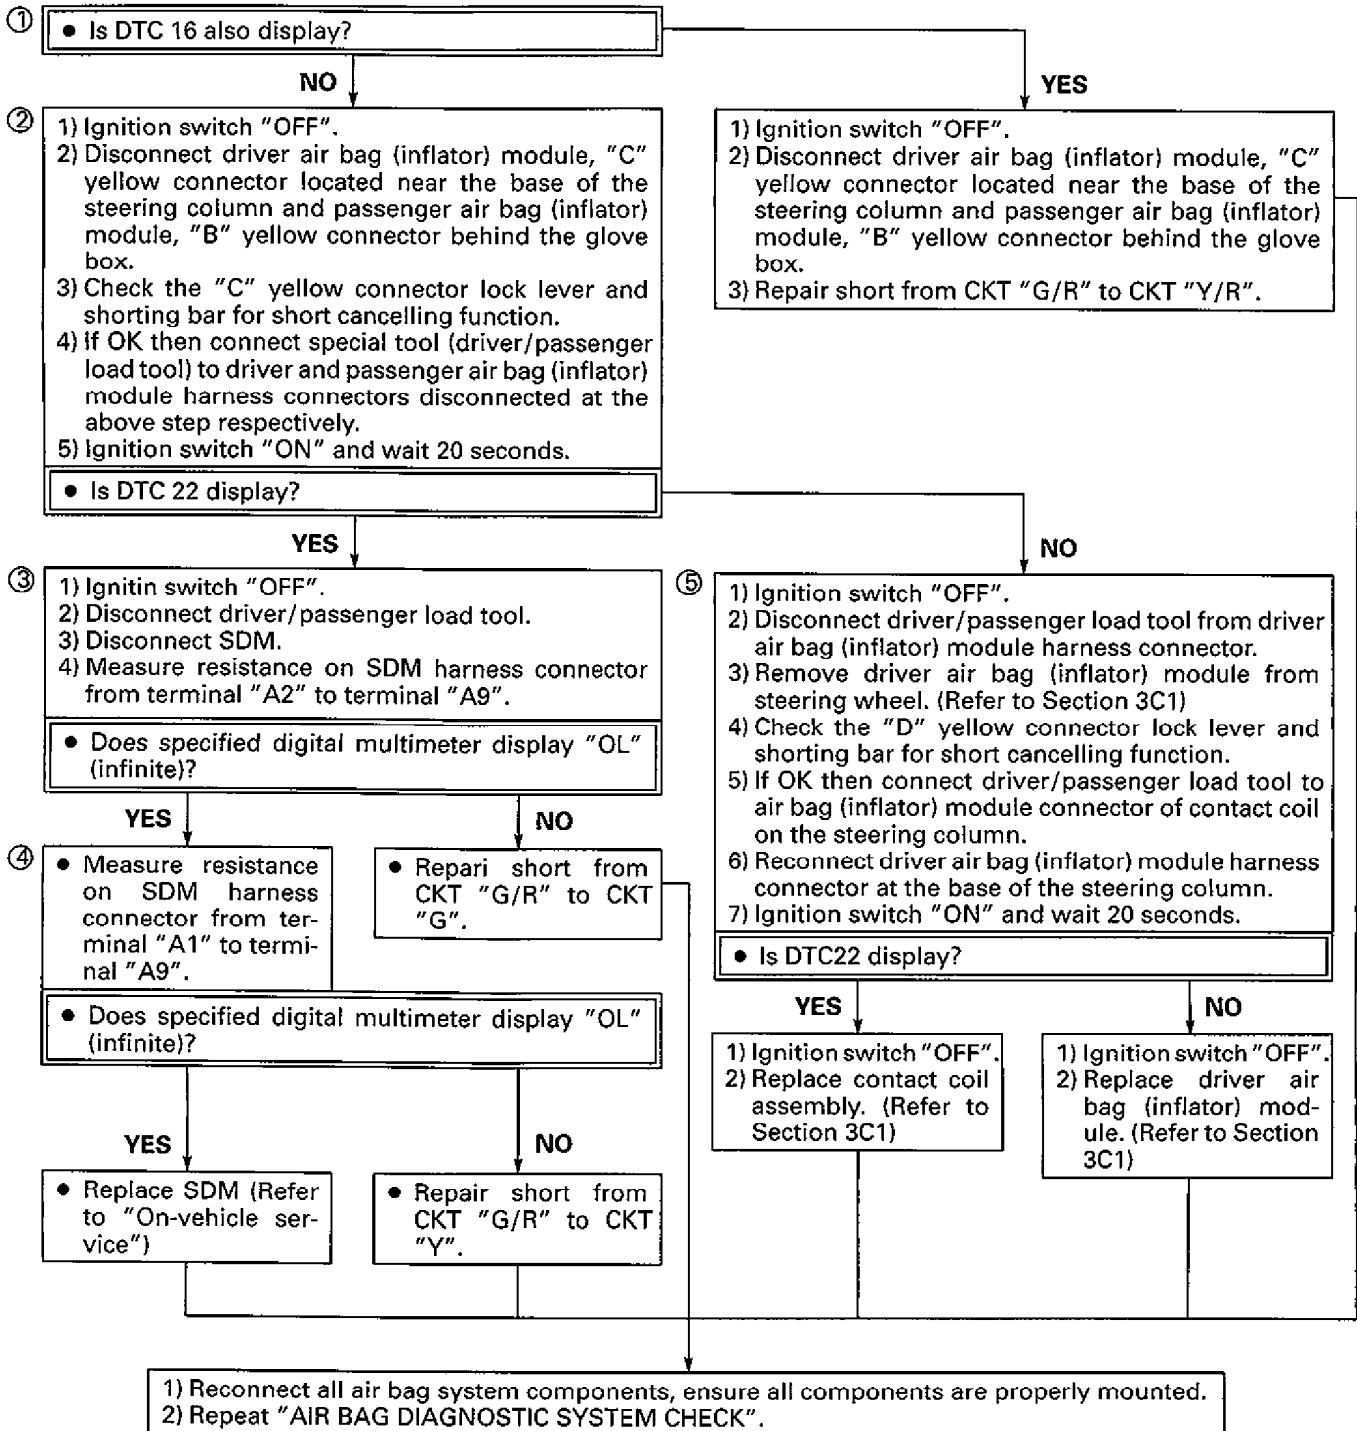 ①
● Is DTC 16 also display?
NO
YES
②
1) Ignition switch "OFF".
2) Disconnect driver air bag (inflator) module, "C"
yellow connector located near the base of the
steering column and passenger air bag (inflator)
module, "B" yellow connector behind the glove
box.
3) Check the "C" yellow connector lock lever and
shorting bar for short cancelling function.
4) If OK then connect special tool (driver/passenger
load tool) to driver and passenger air bag (inflator)
module harness connectors disconnected at the
above step respectively.
5) Ignition switch "ON" and wait 20 seconds.
● Is DTC 22 display?
1) Ignition switch "OFF".
2) Disconnect driver air bag (inflator) module, "C"
yellow connector located near the base of the
steering column and passenger air bag (inflator)
module, "B" yellow connector behind the glove
box.
3) Repair short from CKT "G/R" to CKT "Y/R".
YES
NO
③
1) Ignitin switch "OFF".
2) Disconnect driver/passenger load tool.
3) Disconnect SDM.
4) Measure resistance on SDM harness connector
from terminal "A2" to terminal "A9".
● Does specified digital multimeter display "OL"
(infinite)?
YES
NO
④
● Measure resistance
on SDM harness
connector from ter-
minal "A1" to termi-
nal "A9".
● Repari short from
CKT "G/R" to CKT
"G".
● Does specified digital multimeter display "OL"
(infinite)?
YES
NO
● Replace SDM (Refer
to "On-vehicle ser-
vice")
● Repair short from
CKT "G/R" to CKT
"Y".
⑤
1) Ignition switch "OFF".
2) Disconnect driver/passenger load tool from driver
air bag (inflator) module harness connector.
3) Remove driver air bag (inflator) module from
steering wheel. (Refer to Section 3C1)
4) Check the "D" yellow connector lock lever and
shorting bar for short cancelling function.
5) If OK then connect driver/passenger load tool to
air bag (inflator) module connector of contact coil
on the steering column.
6) Reconnect driver air bag (inflator) module harness
connector at the base of the steering column.
7) Ignition switch "ON" and wait 20 seconds.
● Is DTC22 display?
YES
NO
1) Ignition switch "OFF".
2) Replace contact coil
assembly. (Refer to
Section 3C1)
1) Ignition switch "OFF".
2) Replace driver air
bag (inflator) mod-
ule. (Refer to Section
3C1)
1) Reconnect all air bag system components, ensure all components are properly mounted.
2) Repeat "AIR BAG DIAGNOSTIC SYSTEM CHECK".